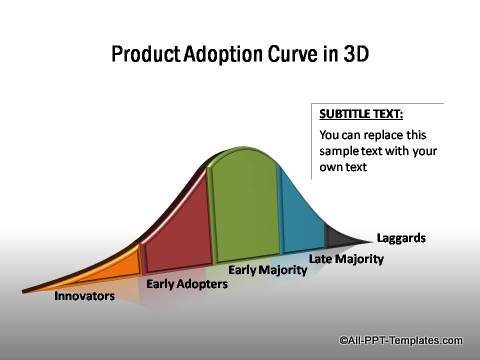 Product Adoption Curve in 3D
SUBTITLE TEXT:
You can replace this
sample text with your
own text
Laggards
Late Majority
Early Majority
Early Adopters
Innovators
©All-PPT-Templates.com